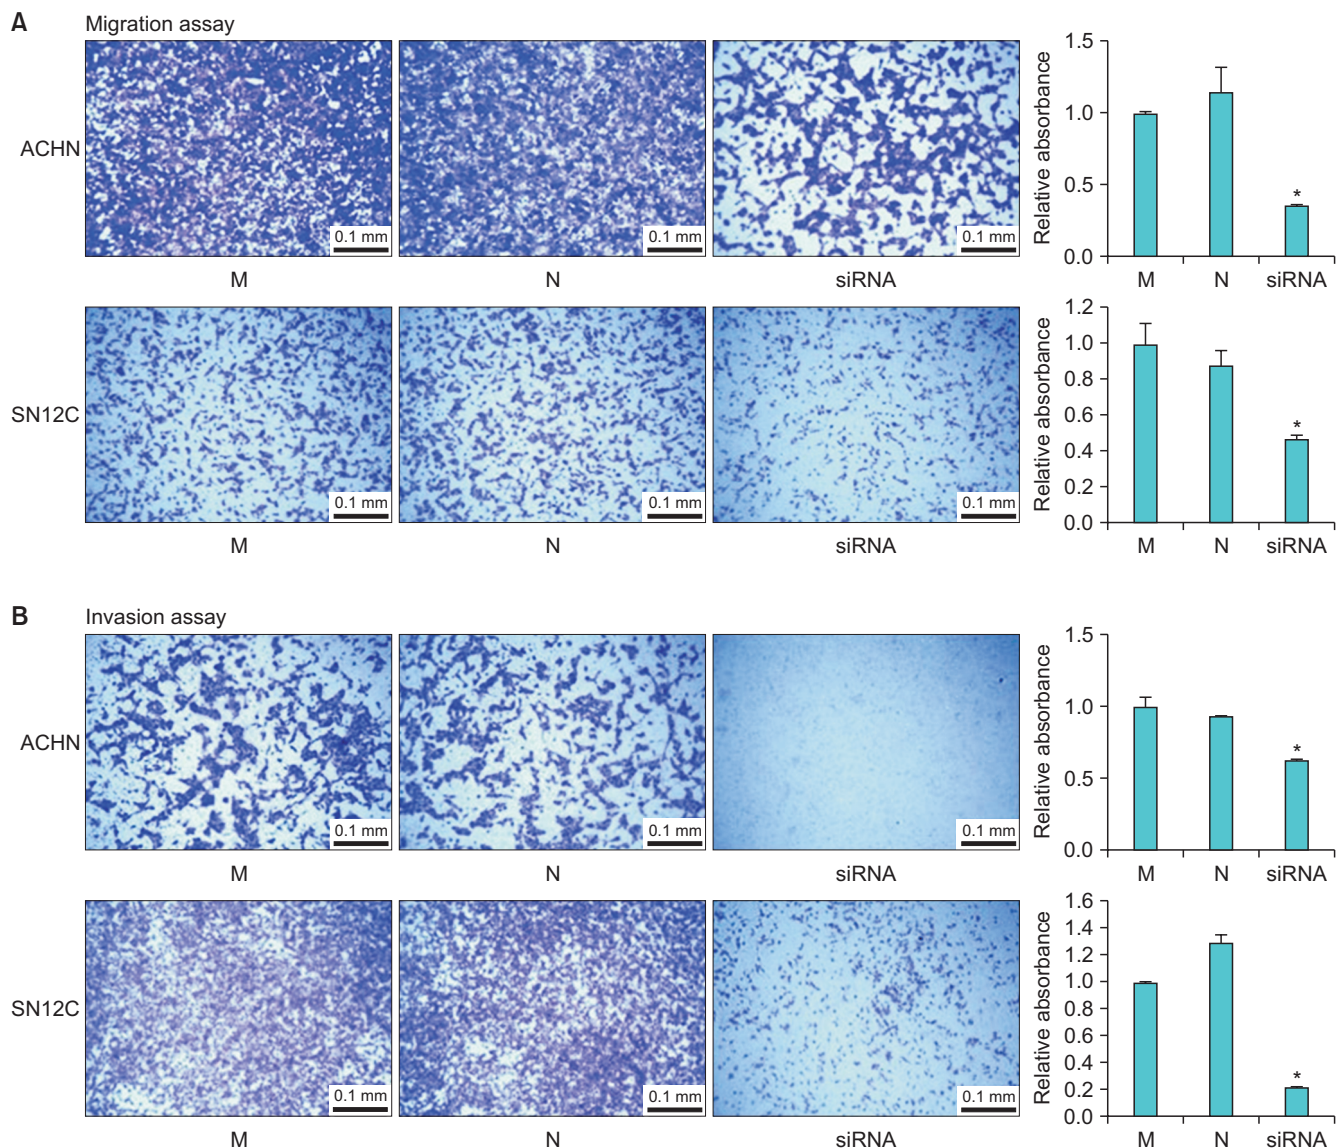 A
Migration assay
ACHN
0.1 mm
0.1 mm
0.1 mm
M
N
siRNA
Relative absorbance
1.5
1.0
0.5
0.0
*
M
N
siRNA
SN12C
0.1 mm
0.1 mm
0.1 mm
M
N
siRNA
Relative absorbance
1.2
1.0
0.8
0.6
0.4
0.2
0.0
*
M
N
siRNA
B
Invasion assay
ACHN
0.1 mm
0.1 mm
0.1 mm
M
N
siRNA
Relative absorbance
1.5
1.0
0.5
0.0
*
M
N
siRNA
SN12C
0.1 mm
0.1 mm
0.1 mm
M
N
siRNA
Relative absorbance
1.6
1.4
1.2
1.0
0.8
0.6
0.4
0.2
0.0
*
M
N
siRNA